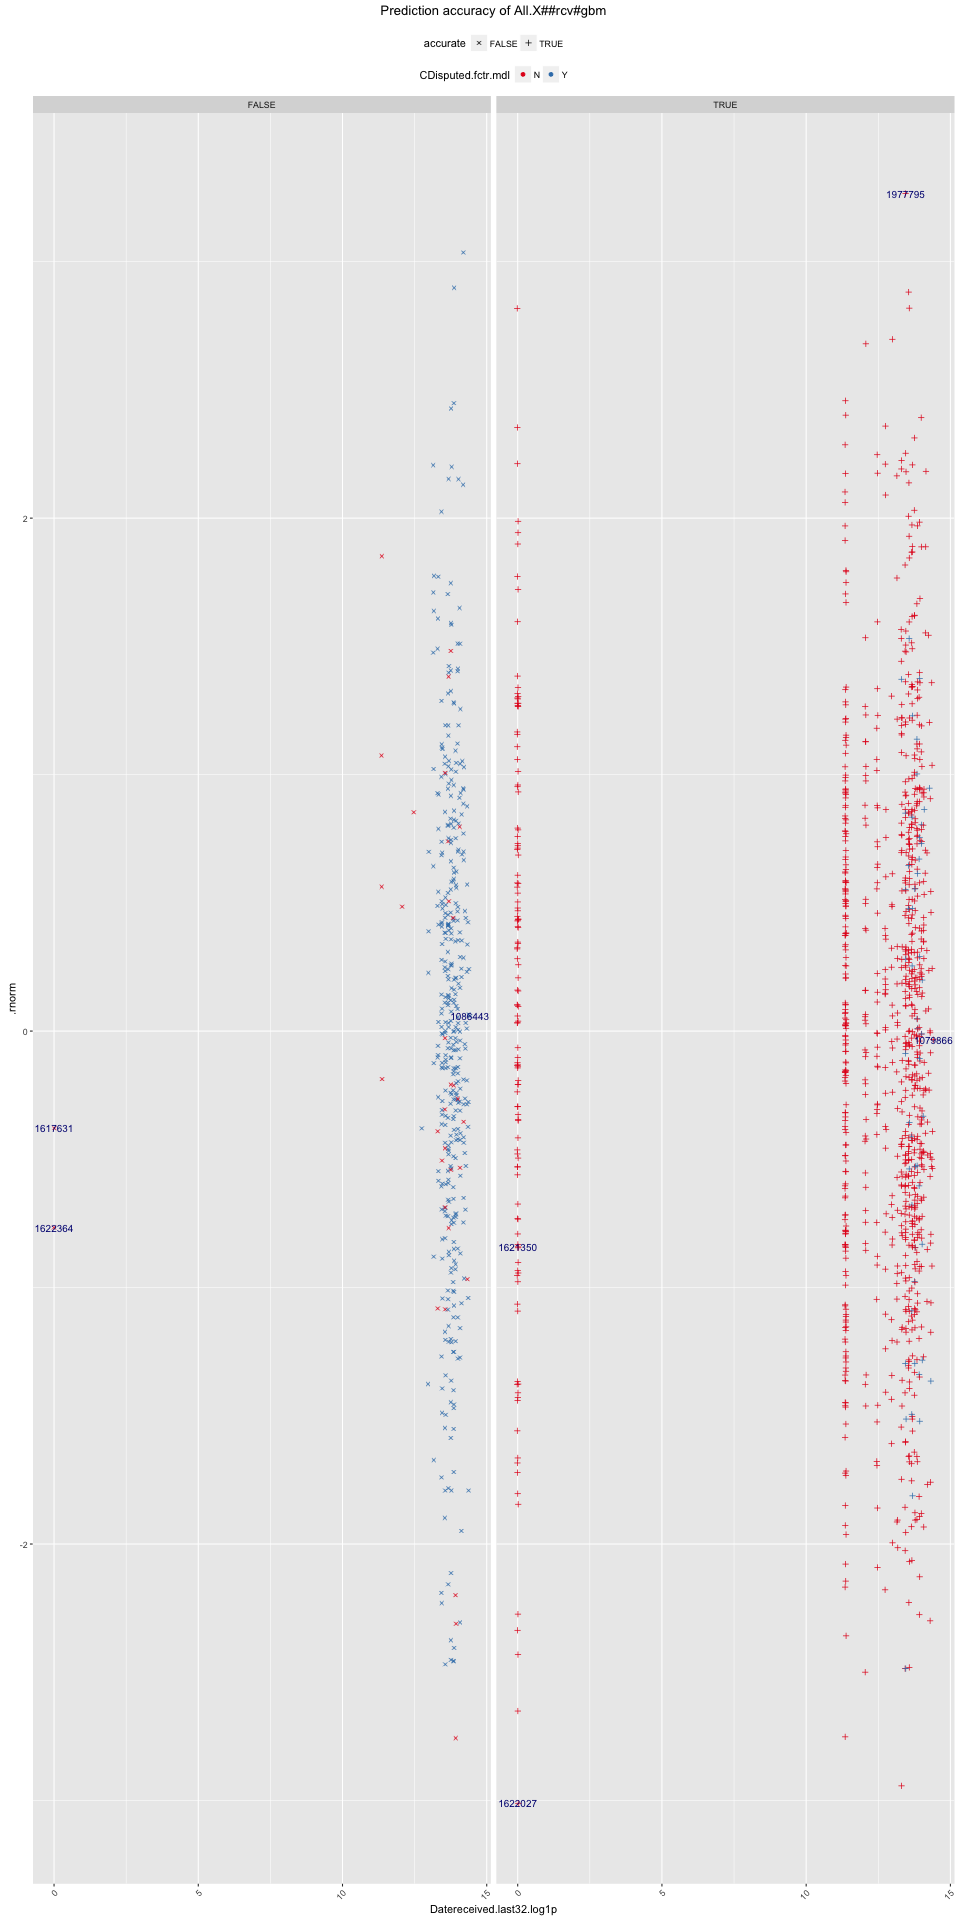 Prediction accuracy of All.X##rcv#gbm
accurate FALSE TRUE
CDisputed.fctr.mdl N Y
FALSE TRUE
1977795
2
1086443
0
1079866
1617631
1622364
1621350
-2
1622027
0 5 10 15 0 5 10 15
Datereceived.last32.log1p
.rnorm